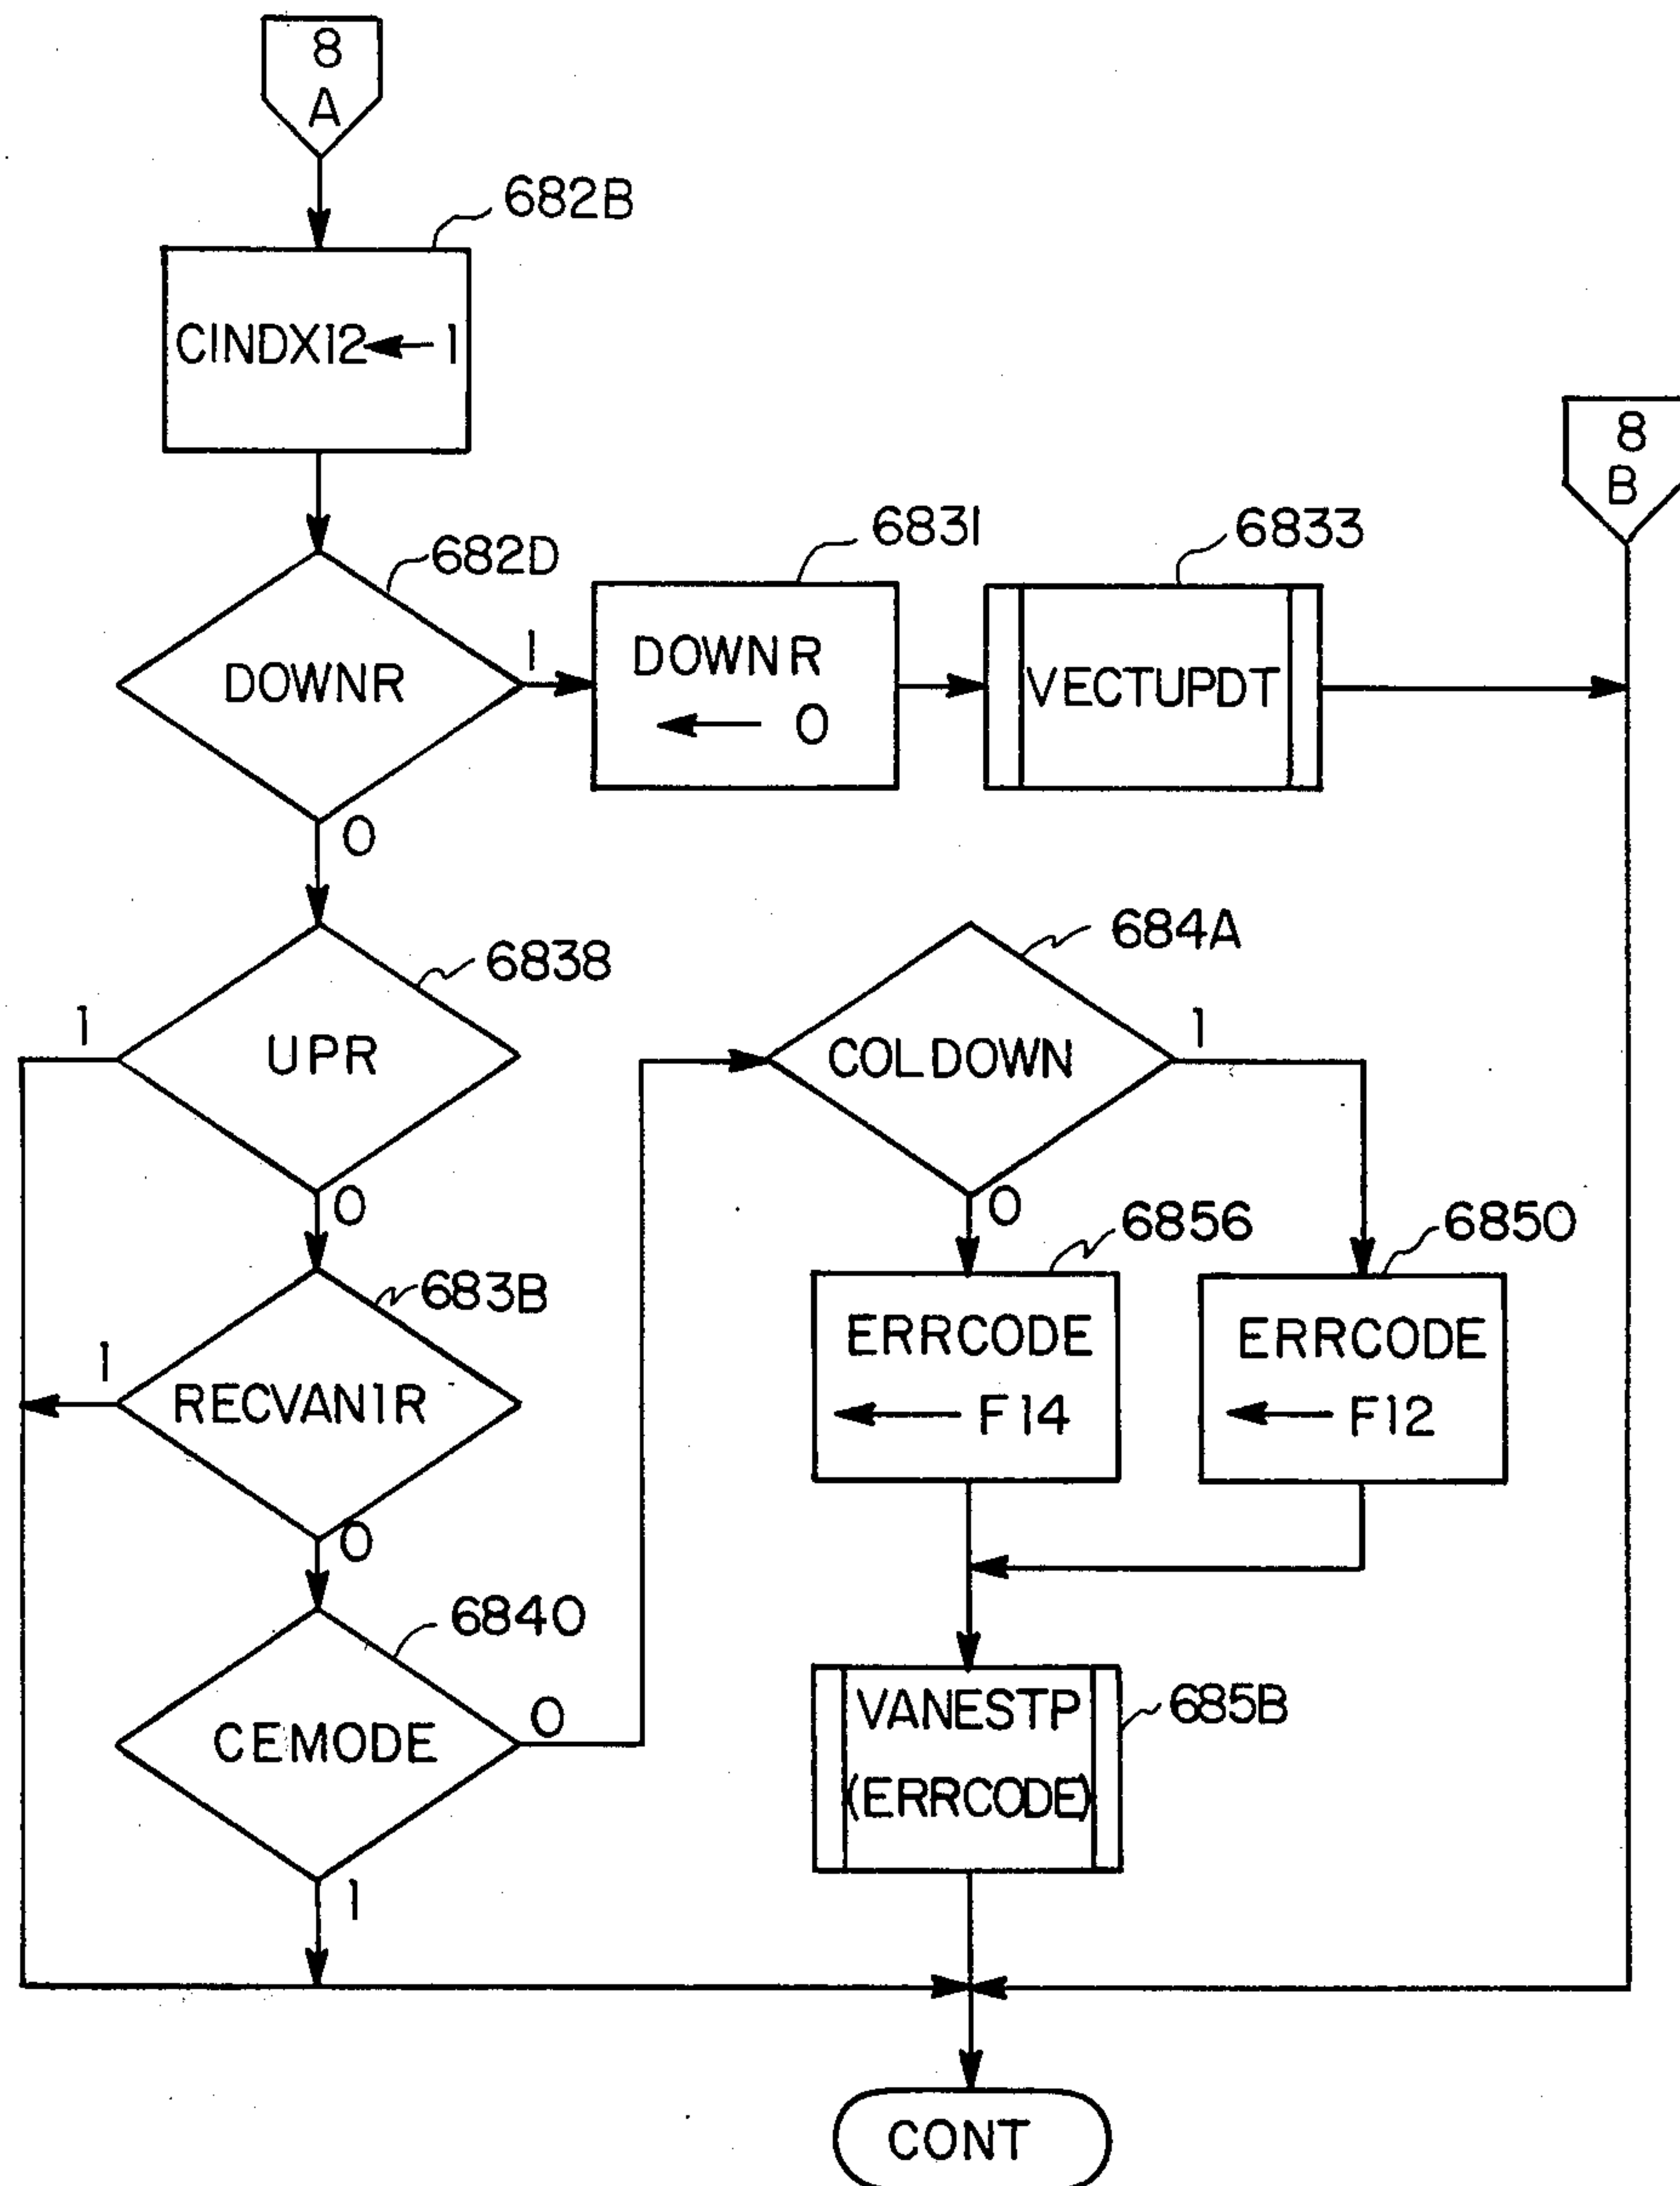 8
A
682B
CINDX12 ← 1
8
B
682D
DOWNR
1
0
6831
DOWNR
← 0
6833
VECTUPDT
6838
UPR
1
0
684A
COLDOWN
1
0
683B
RECVAN1R
1
0
6856
ERRCODE
← F14
6850
ERRCODE
← F12
6840
CEMODE
0
1
VANESTP
(ERRCODE)
685B
CONT